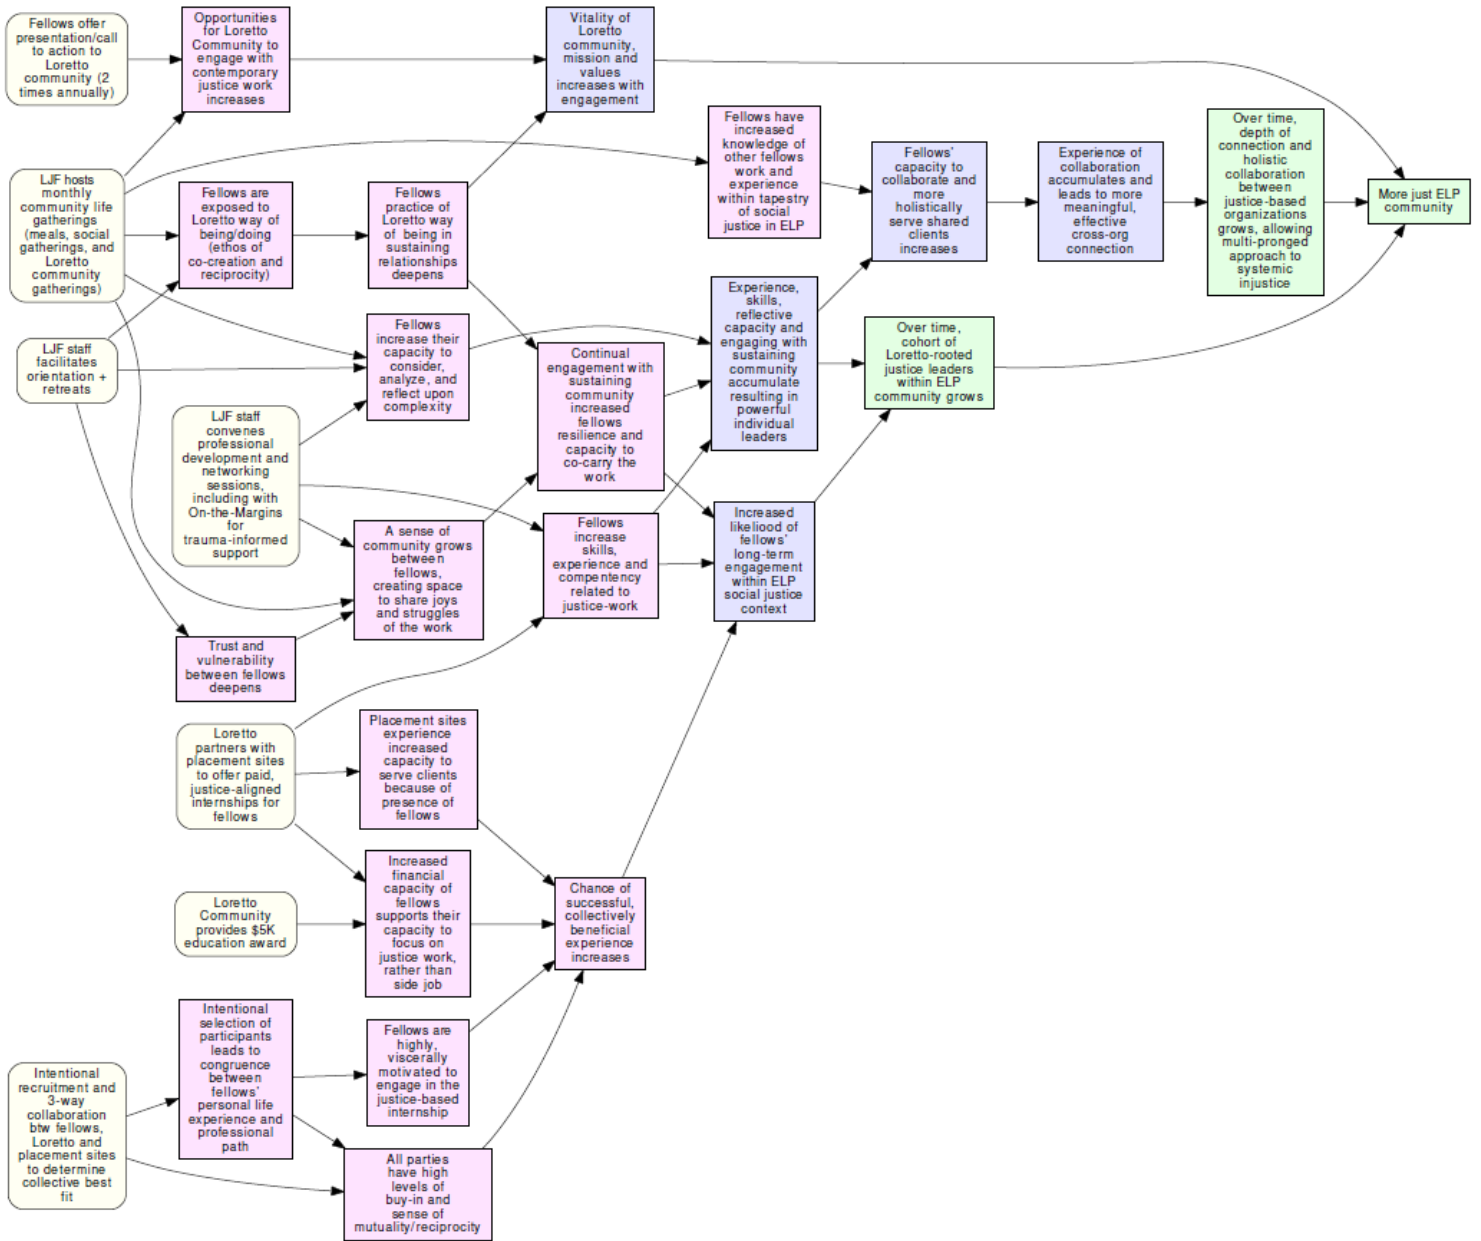 Fellows offer
presentation/call
to action to
Loretto
community (2
times annually)
Opportunities
for Loretto
Community to
engage with
contemporary
justice work
increases
Vitality of
Loretto
community,
mission and
values
increases with
engagement
LJF hosts
monthly
community life
gatherings
(meals, social
gatherings, and
Loretto
community
gatherings)
Fellows are
exposed to
Loretto way of
being/doing
(ethos of
co-creation and
reciprocity)
Fellows
practice of
Loretto way
of being in
sustaining
relationships
deepens
Fellows have
increased
knowledge of
other fellows
work and
experience
within tapestry
of social
justice in ELP
Fellows'
capacity to
collaborate and
more
holistically
serve shared
clients
increases
Experience of
collaboration
accumulates and
leads to more
meaningful,
effective
cross-org
connection
Over time,
depth of
connection and
holistic
collaboration
between
justice-based
organizations
grows, allowing
multi-pronged
approach to
systemic
injustice
More just ELP
community
LJF staff
facilitates
orientation +
retreats
Fellows
increase their
capacity to
consider,
analyze, and
reflect upon
complexity
Continual
engagement with
sustaining
community
increased
fellows
resilience and
capacity to
co-carry the
work
Experience,
skills,
reflective
capacity and
engaging with
sustaining
community
accumulate
resulting in
powerful
individual
leaders
Over time,
cohort of
Loretto-rooted
justice leaders
within ELP
community grows
LJF staff
convenes
professional
development and
networking
sessions,
including with
On-the-Margins
for
trauma-informed
support
A sense of
community grows
between
fellows,
creating space
to share joys
and struggles
of the work
Fellows
increase
skills,
experience and
compentency
related to
justice-work
Increased
likeliood of
fellows'
long-term
engagement
within ELP
social justice
context
Trust and
vulnerability
between fellows
deepens
Loretto
partners with
placement sites
to offer paid,
justice-aligned
internships for
fellows
Placement sites
experience
increased
capacity to
serve clients
because of
presence of
fellows
Loretto
Community
provides $5K
education award
Increased
financial
capacity of
fellows
supports their
capacity to
focus on
justice work,
rather than
side job
Chance of
successful,
collectively
beneficial
experience
increases
Intentional
recruitment and
3-way
collaboration
btw fellows,
Loretto and
placement sites
to determine
collective best
fit
Intentional
selection of
participants
leads to
congruence
between
fellows'
personal life
experience and
professional
path
Fellows are
highly,
viscerally
motivated to
engage in the
justice-based
internship
All parties
have high
levels of
buy-in and
sense of
mutuality/reciprocity